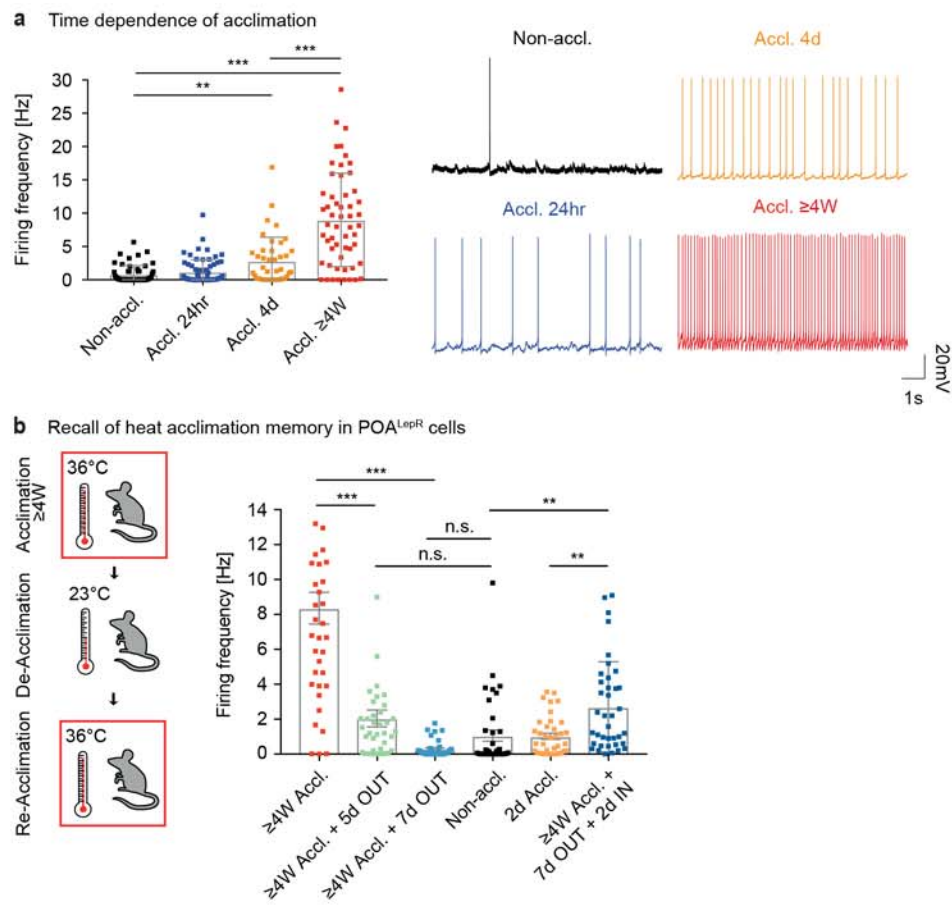 a Time dependence of acclimation
Firing frequency [Hz]
30
25
20
15
10
5
0
** *** ***
Non-accl.
Accl. 24hr
Accl. 4d
Accl. ≥4W
Non-accl.
Accl. 4d
Accl. 24hr
Accl. ≥4W
20mV
1s
b Recall of heat acclimation memory in POA^LepR cells
Acclimation
≥4W
36°C
De-Acclimation
23°C
Re-Acclimation
36°C
Firing frequency [Hz]
14
12
10
8
6
4
2
0
***
***
**
n.s.
n.s.
**
≥4W Accl.
≥4W Accl. + 5d OUT
≥4W Accl. + 7d OUT
Non-accl.
2d Accl.
≥4W Accl. +
7d OUT + 2d IN